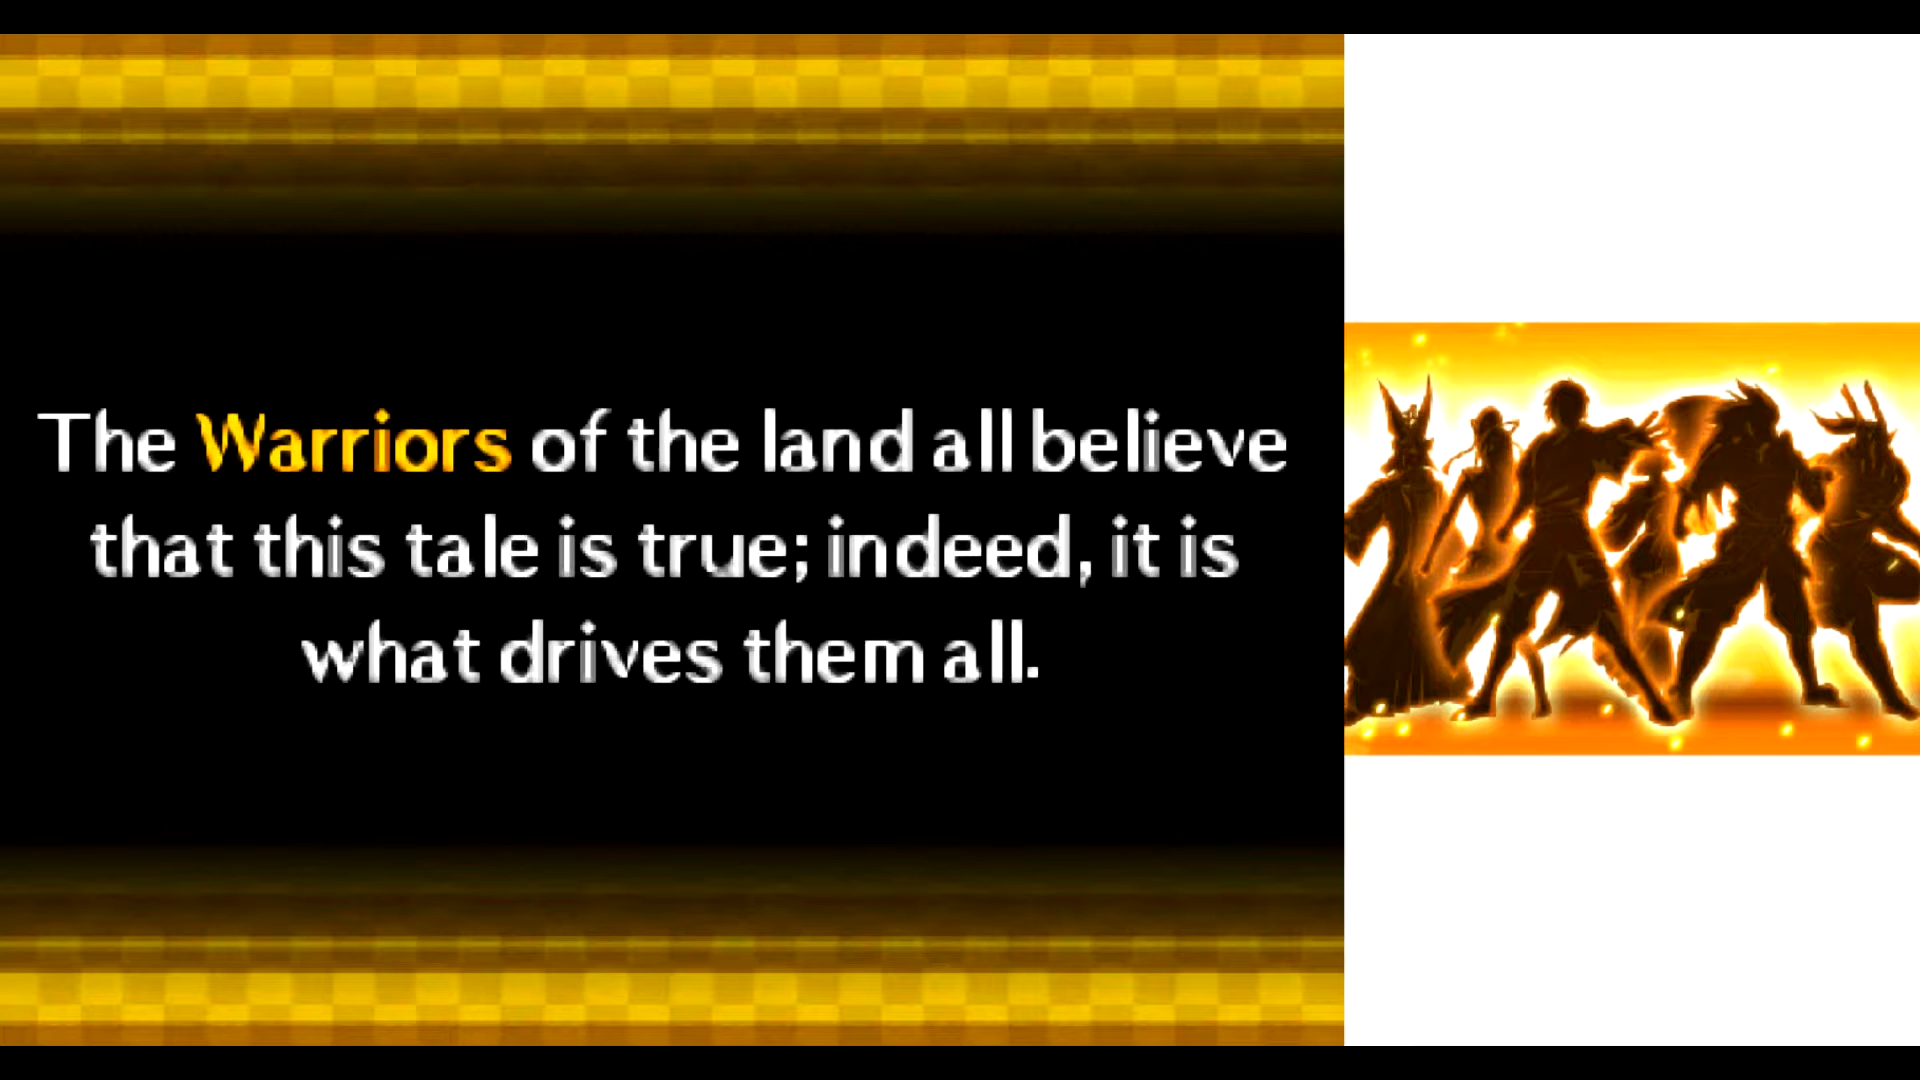 The Warriors of the land all believe
that this tale is true; indeed, it is
what drives them all.